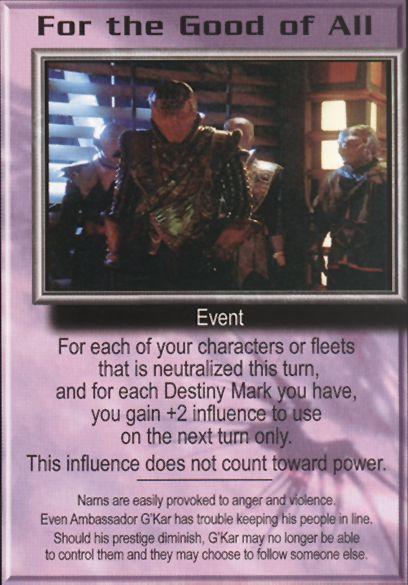 For the Good of All
Event
For each of your characters or fleets
that is neutralized this turn,
and for each Destiny Mark you have,
you gain +2 influence to use
on the next turn only.
This influence does not count toward power.
Narns are easily provoked to anger and violence.
Even Ambassador G'Kar has trouble keeping his people in line.
Should his prestige diminish, G'Kar may no longer be able
to control them and they may choose to follow someone else.